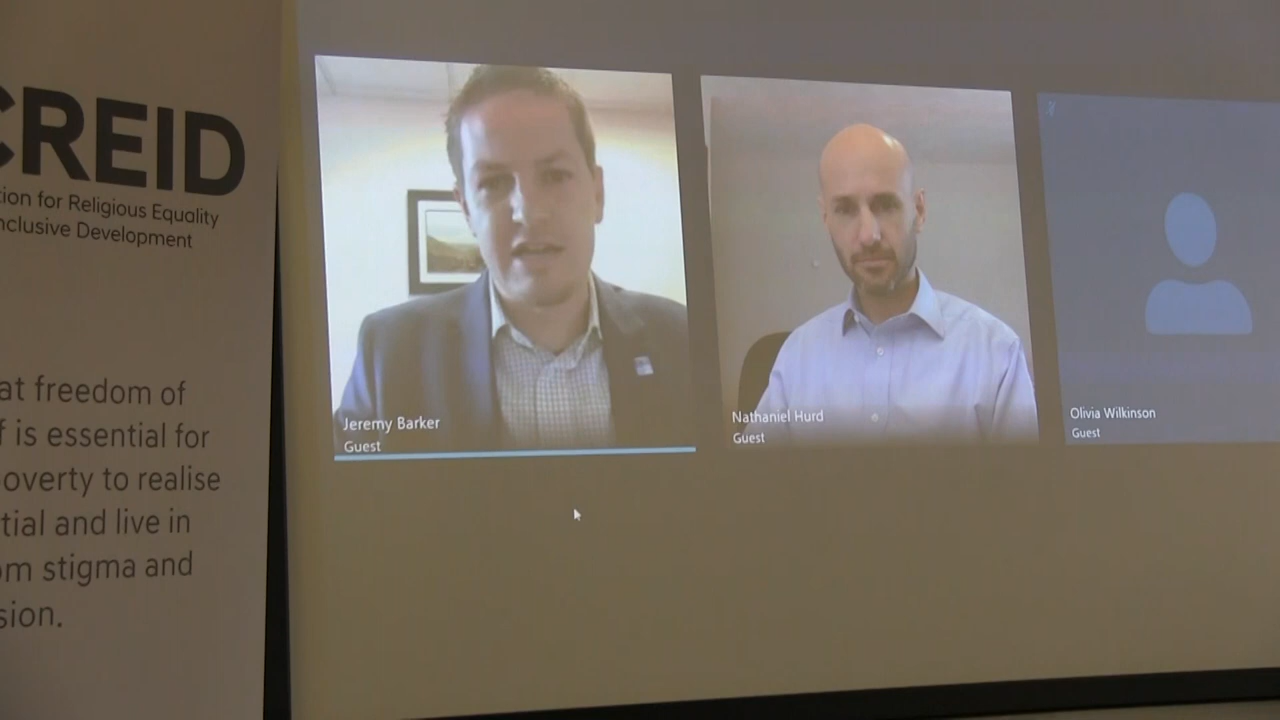 CREID
tion for Religious Equality
nclusive Development
at freedom of
f is essential for
overty to realise
tial and live in
om stigma and
sion.
Jeremy Barker
Guest
Nathaniel Hurd
Guest
Olivia Wilkinson
Guest